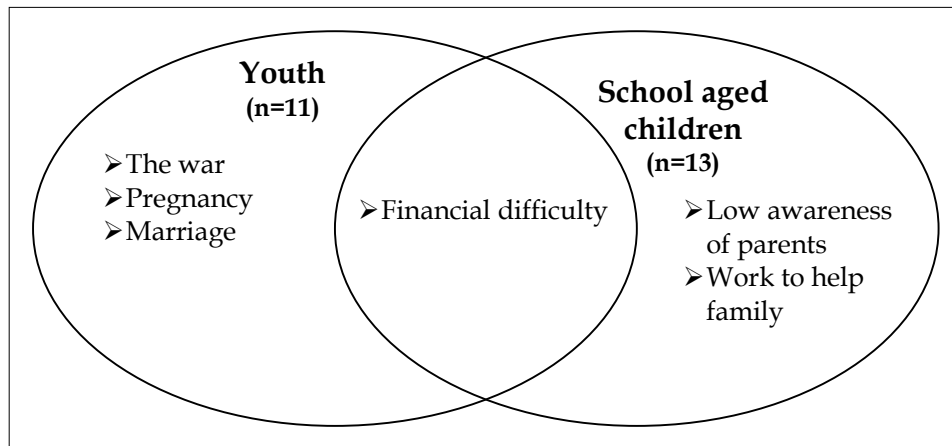 Youth
(n=11)
➢The war
➢Pregnancy
➢Marriage
➢Financial difficulty
School aged
children
(n=13)
➢Low awareness
of parents
➢Work to help
family